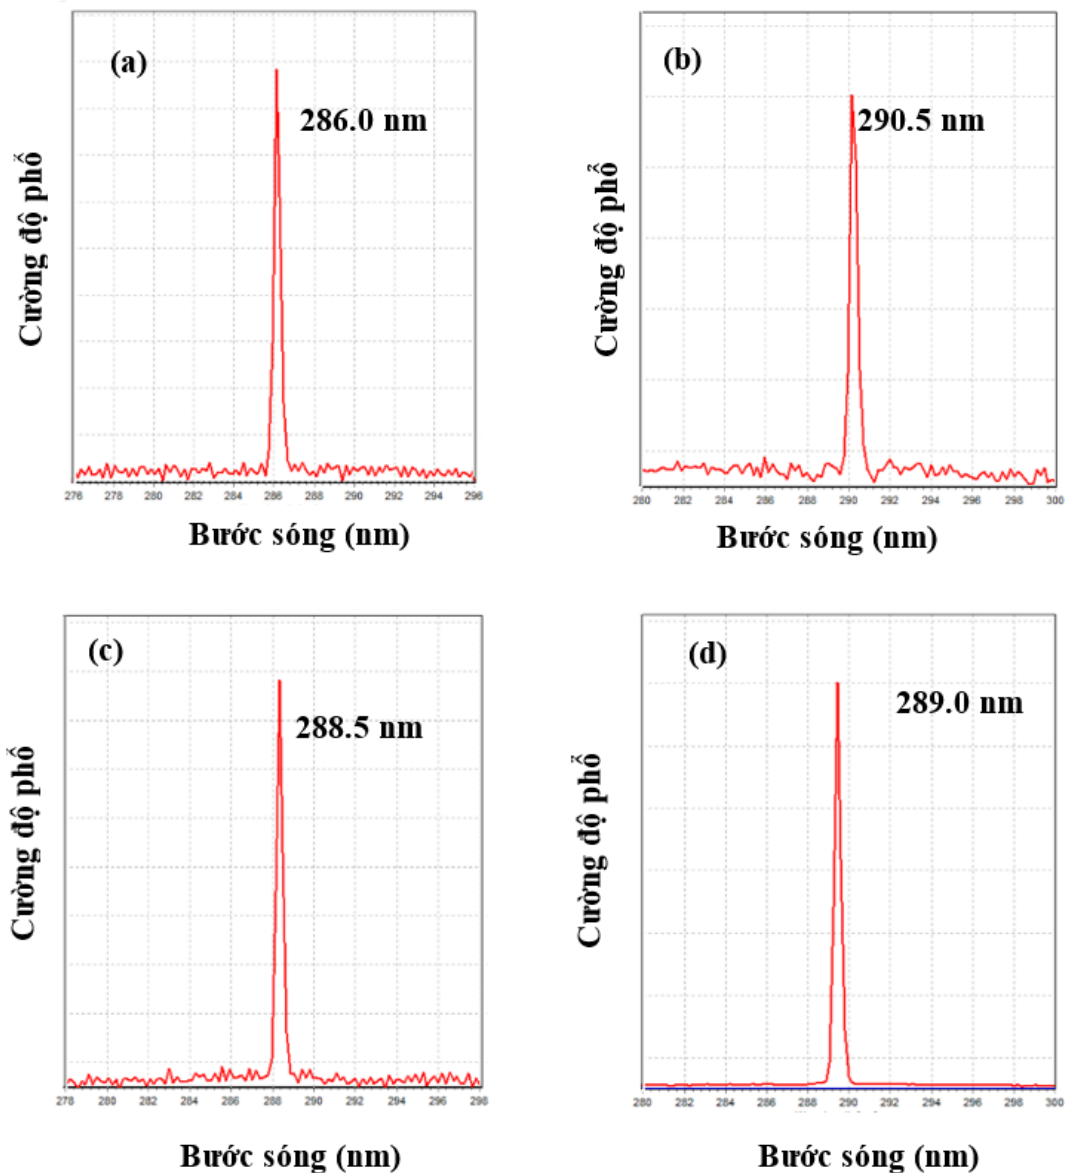 (a)
286.0 nm
Cường độ phổ
276 278 280 282 284 286 288 290 292 294 296 298
Bước sóng (nm)
(b)
290.5 nm
Cường độ phổ
280 282 284 286 288 290 292 294 296 298 300
Bước sóng (nm)
(c)
288.5 nm
Cường độ phổ
278 280 282 284 286 288 290 292 294 296 298
Bước sóng (nm)
(d)
289.0 nm
Cường độ phổ
280 282 284 286 288 290 292 294 296 298 300
Bước sóng (nm)